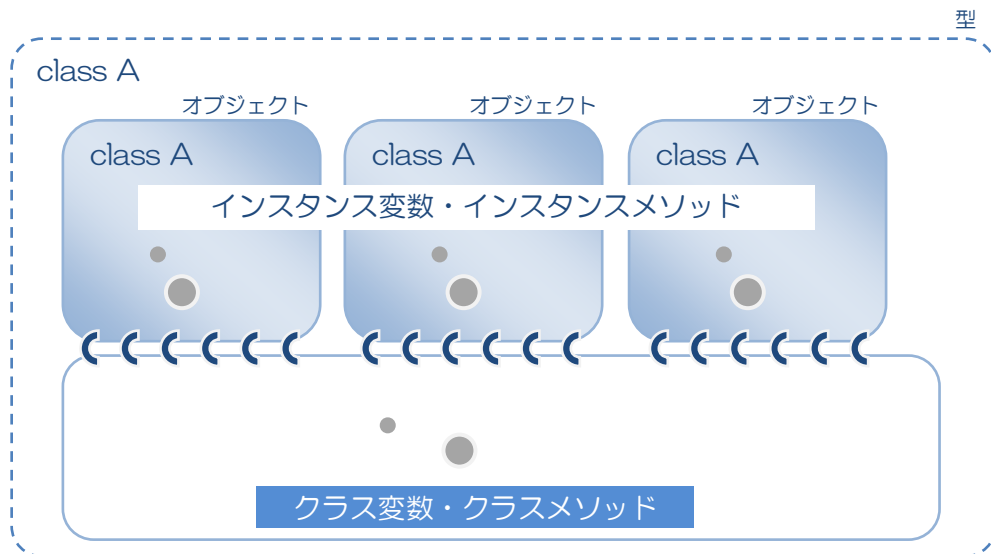 型
class A
オブジェクト
オブジェクト
オブジェクト
class A
class A
class A
インスタンス変数・インスタンスメソッド
クラス変数・クラスメソッド